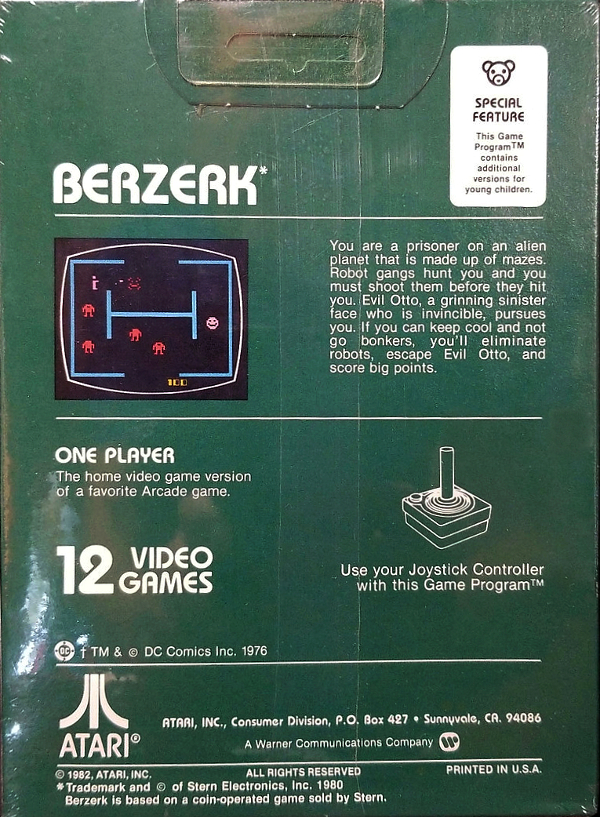 SPECIAL
FEATURE
This Game
Program™
contains
additional
versions for
young children.
BERZERK*
You are a prisoner on an alien
planet that is made up of mazes.
Robot gangs hunt you and you
must shoot them before they hit
you. Evil Otto, a grinning sinister
face who is invincible, pursues
you. If you can keep cool and not
go bonkers, you'll eliminate
robots, escape Evil Otto, and
score big points.
100
ONE PLAYER
The home video game version
of a favorite Arcade game.
12 VIDEO
GAMES
Use your Joystick Controller
with this Game Program™
DC † TM & © DC Comics Inc. 1976
ATARI®
ATARI, INC., Consumer Division, P.O. Box 427 • Sunnyvale, CA. 94086
A Warner Communications Company
© 1982, ATARI, INC. ALL RIGHTS RESERVED PRINTED IN U.S.A.
*Trademark and © of Stern Electronics, Inc. 1980
Berzerk is based on a coin-operated game sold by Stern.